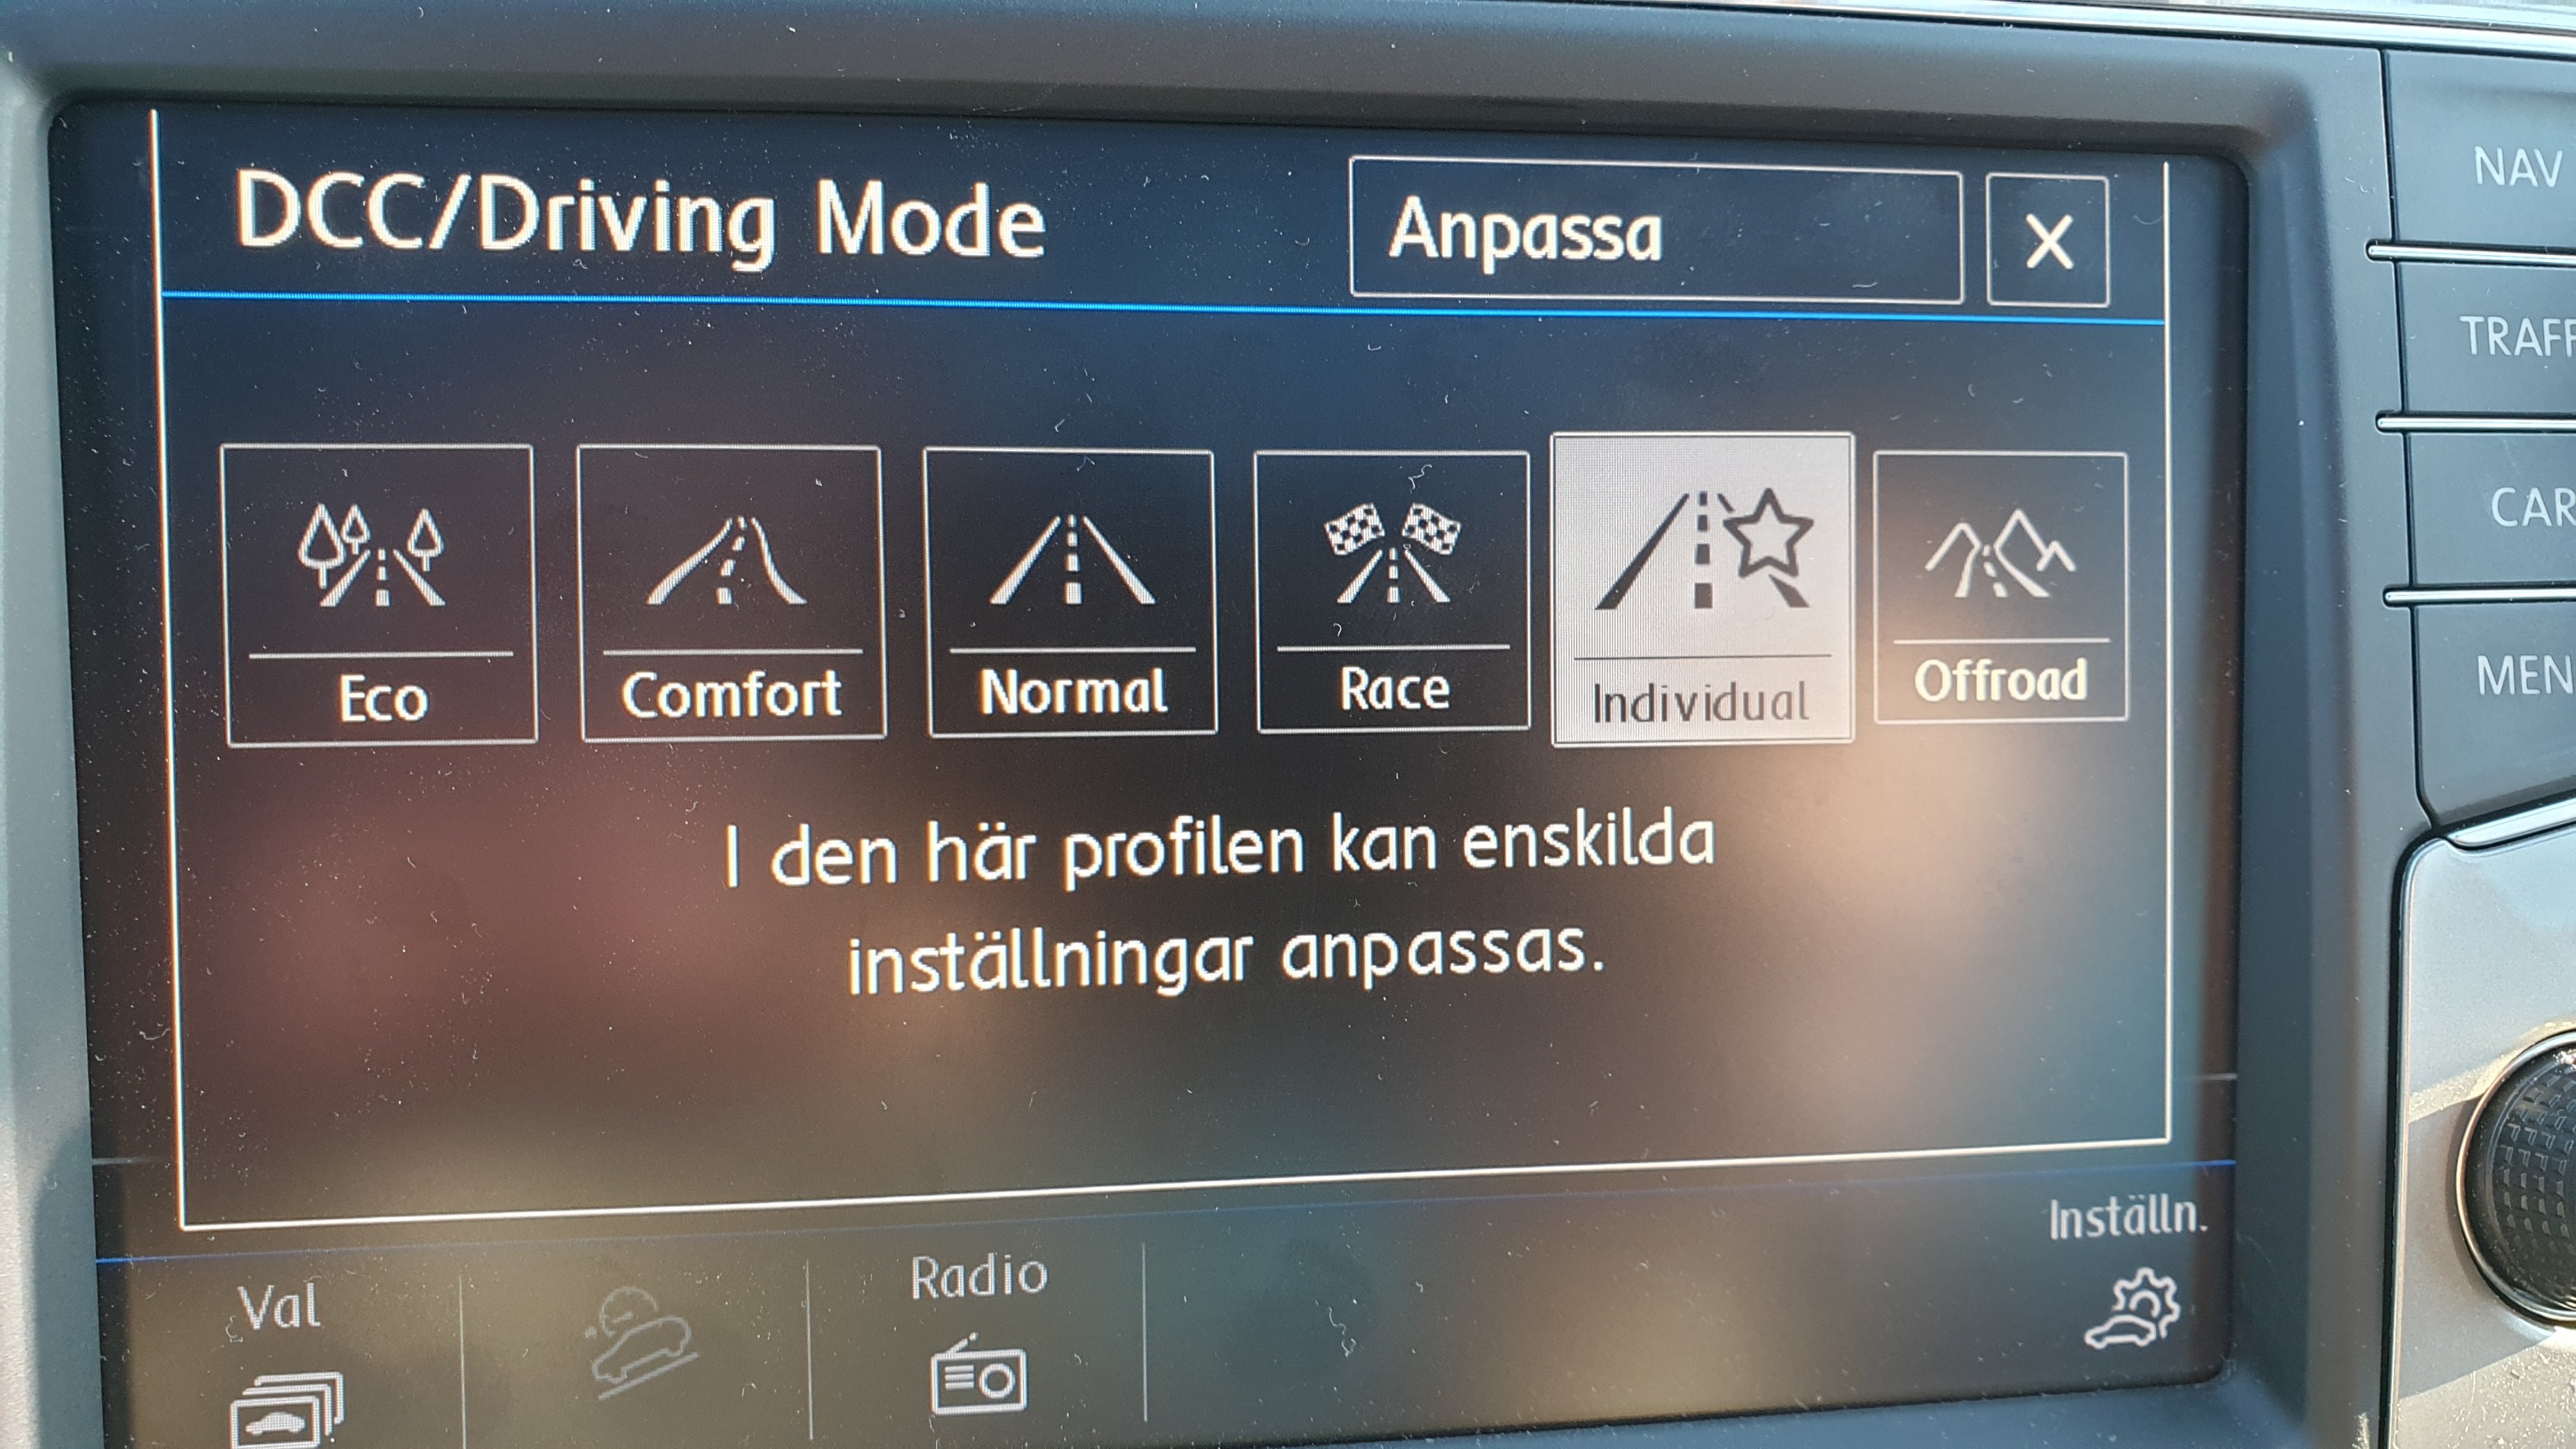 DCC/Driving Mode
Anpassa
X
Eco
Comfort
Normal
Race
Individual
Offroad
I den här profilen kan enskilda
inställningar anpassas.
Inställn.
Val
Radio
NAV
TRAFF
CAR
MEN